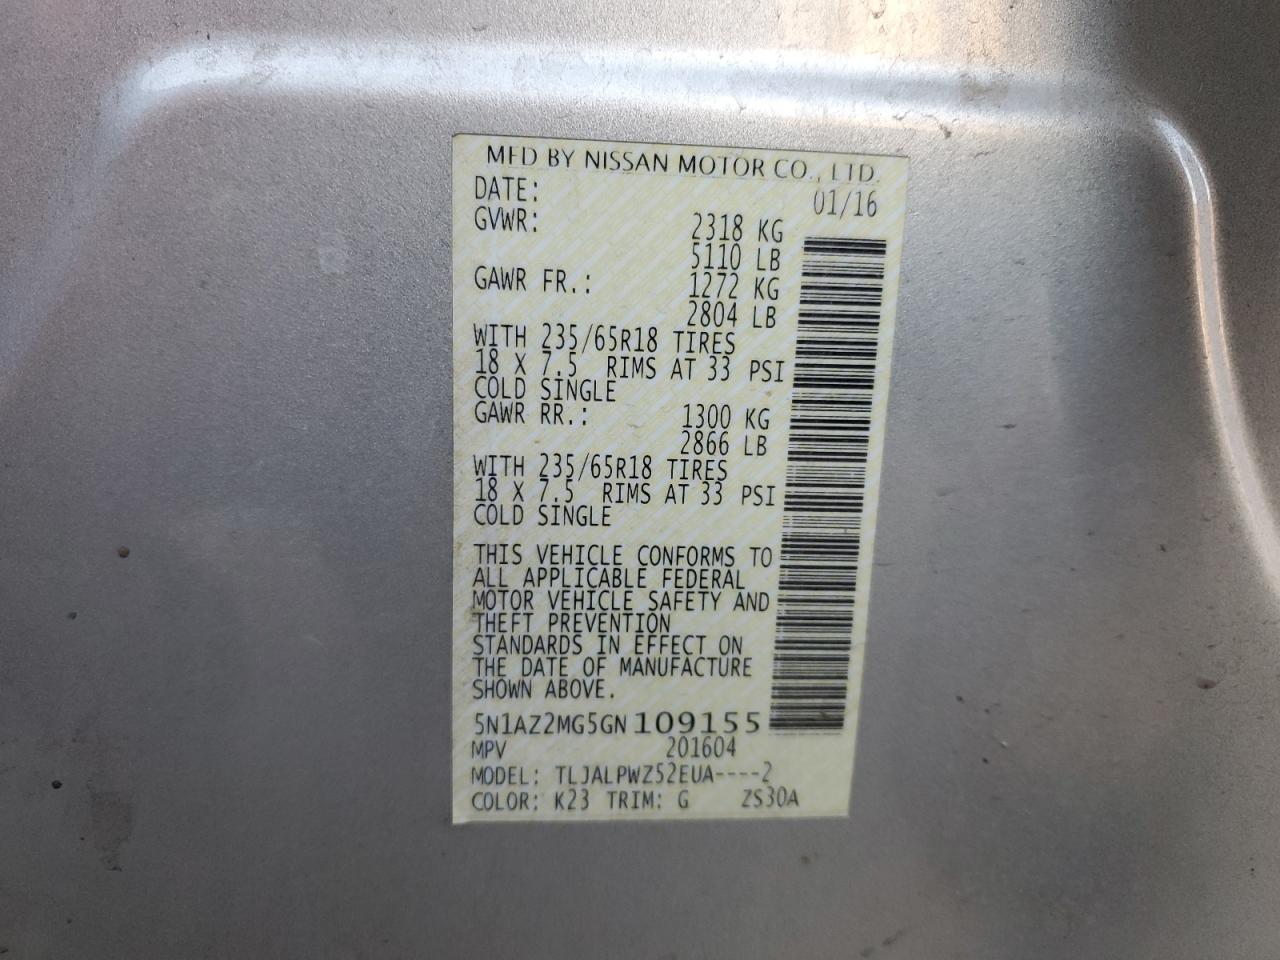 MFD BY NISSAN MOTOR CO., LTD.
DATE: 01/16
GVWR: 2318 KG
5110 LB
GAWR FR.: 1272 KG
2804 LB
WITH 235/65R18 TIRES
18 X 7.5 RIMS AT 33 PSI
COLD SINGLE
GAWR RR.: 1300 KG
2866 LB
WITH 235/65R18 TIRES
18 X 7.5 RIMS AT 33 PSI
COLD SINGLE
THIS VEHICLE CONFORMS TO
ALL APPLICABLE FEDERAL
MOTOR VEHICLE SAFETY AND
THEFT PREVENTION
STANDARDS IN EFFECT ON
THE DATE OF MANUFACTURE
SHOWN ABOVE.
5N1AZ2MG5GN109155
MPV 201604
MODEL: TLJALPWZ52EUA----2
COLOR: K23 TRIM: G ZS30A